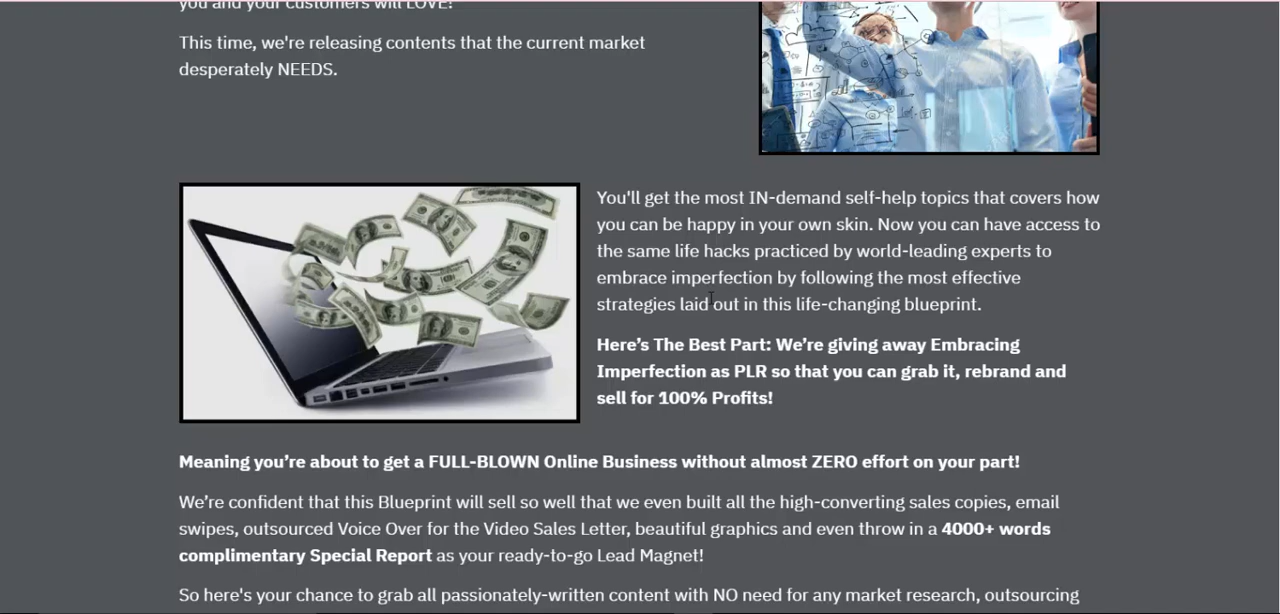 you and your customers will LOVE!
This time, we're releasing contents that the current market
desperately NEEDS.
You'll get the most IN-demand self-help topics that covers how
you can be happy in your own skin. Now you can have access to
the same life hacks practiced by world-leading experts to
embrace imperfection by following the most effective
strategies laid out in this life-changing blueprint.
Here’s The Best Part: We’re giving away Embracing
Imperfection as PLR so that you can grab it, rebrand and
sell for 100% Profits!
Meaning you’re about to get a FULL-BLOWN Online Business without almost ZERO effort on your part!
We’re confident that this Blueprint will sell so well that we even built all the high-converting sales copies, email
swipes, outsourced Voice Over for the Video Sales Letter, beautiful graphics and even throw in a 4000+ words
complimentary Special Report as your ready-to-go Lead Magnet!
So here's your chance to grab all passionately-written content with NO need for any market research, outsourcing